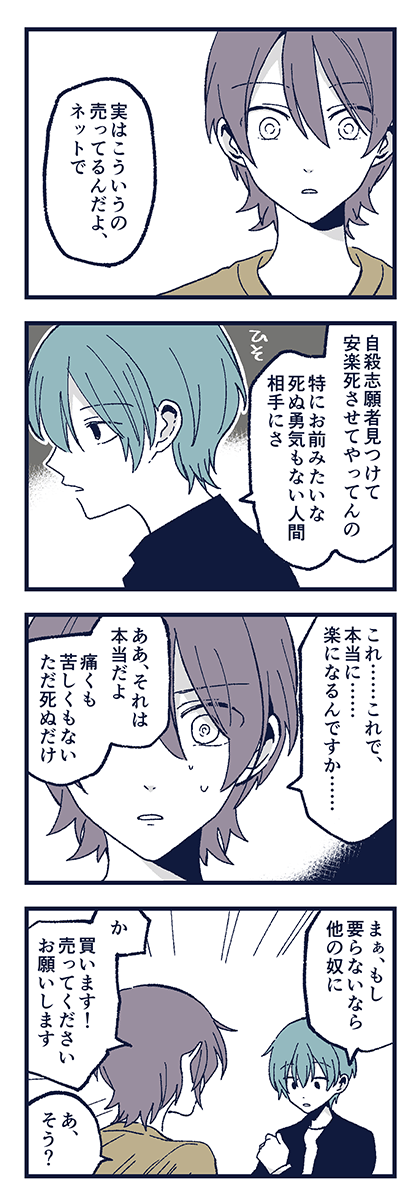 実はこういうの
売ってるんだよ、
ネットで
自殺志願者見つけて
安楽死させてやってんの
特にお前みたいな
死ぬ勇気もない人間
相手にさ
ひそ
これ……これで、
本当に……
楽になるんですか……
ああ、それは
本当だよ
痛くも
苦しくもない
ただ死ぬだけ
まぁ、もし
要らないなら
他の奴に
か
買います！
売ってください
お願いします
あ、
そう？